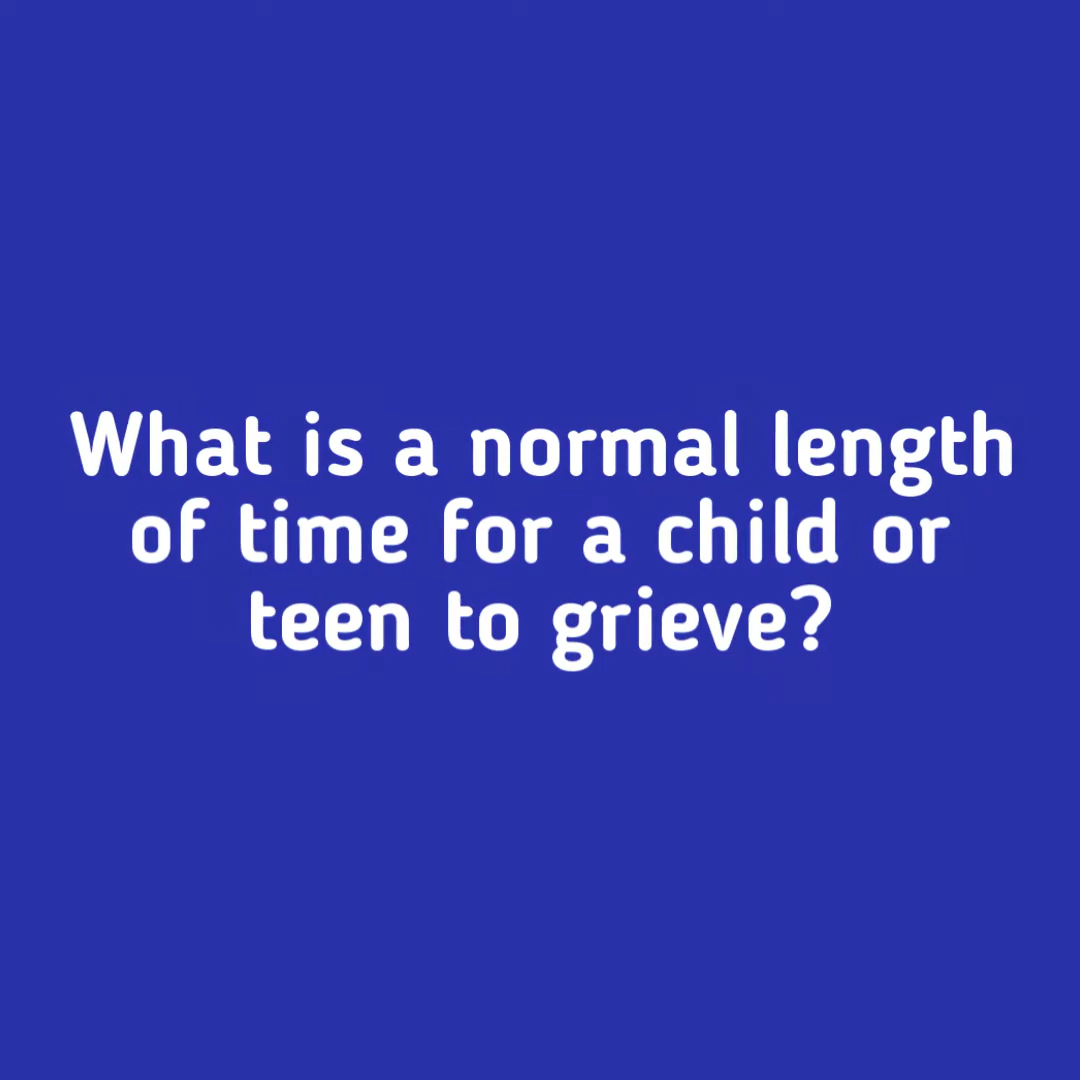 What is a normal length
of time for a child or
teen to grieve?